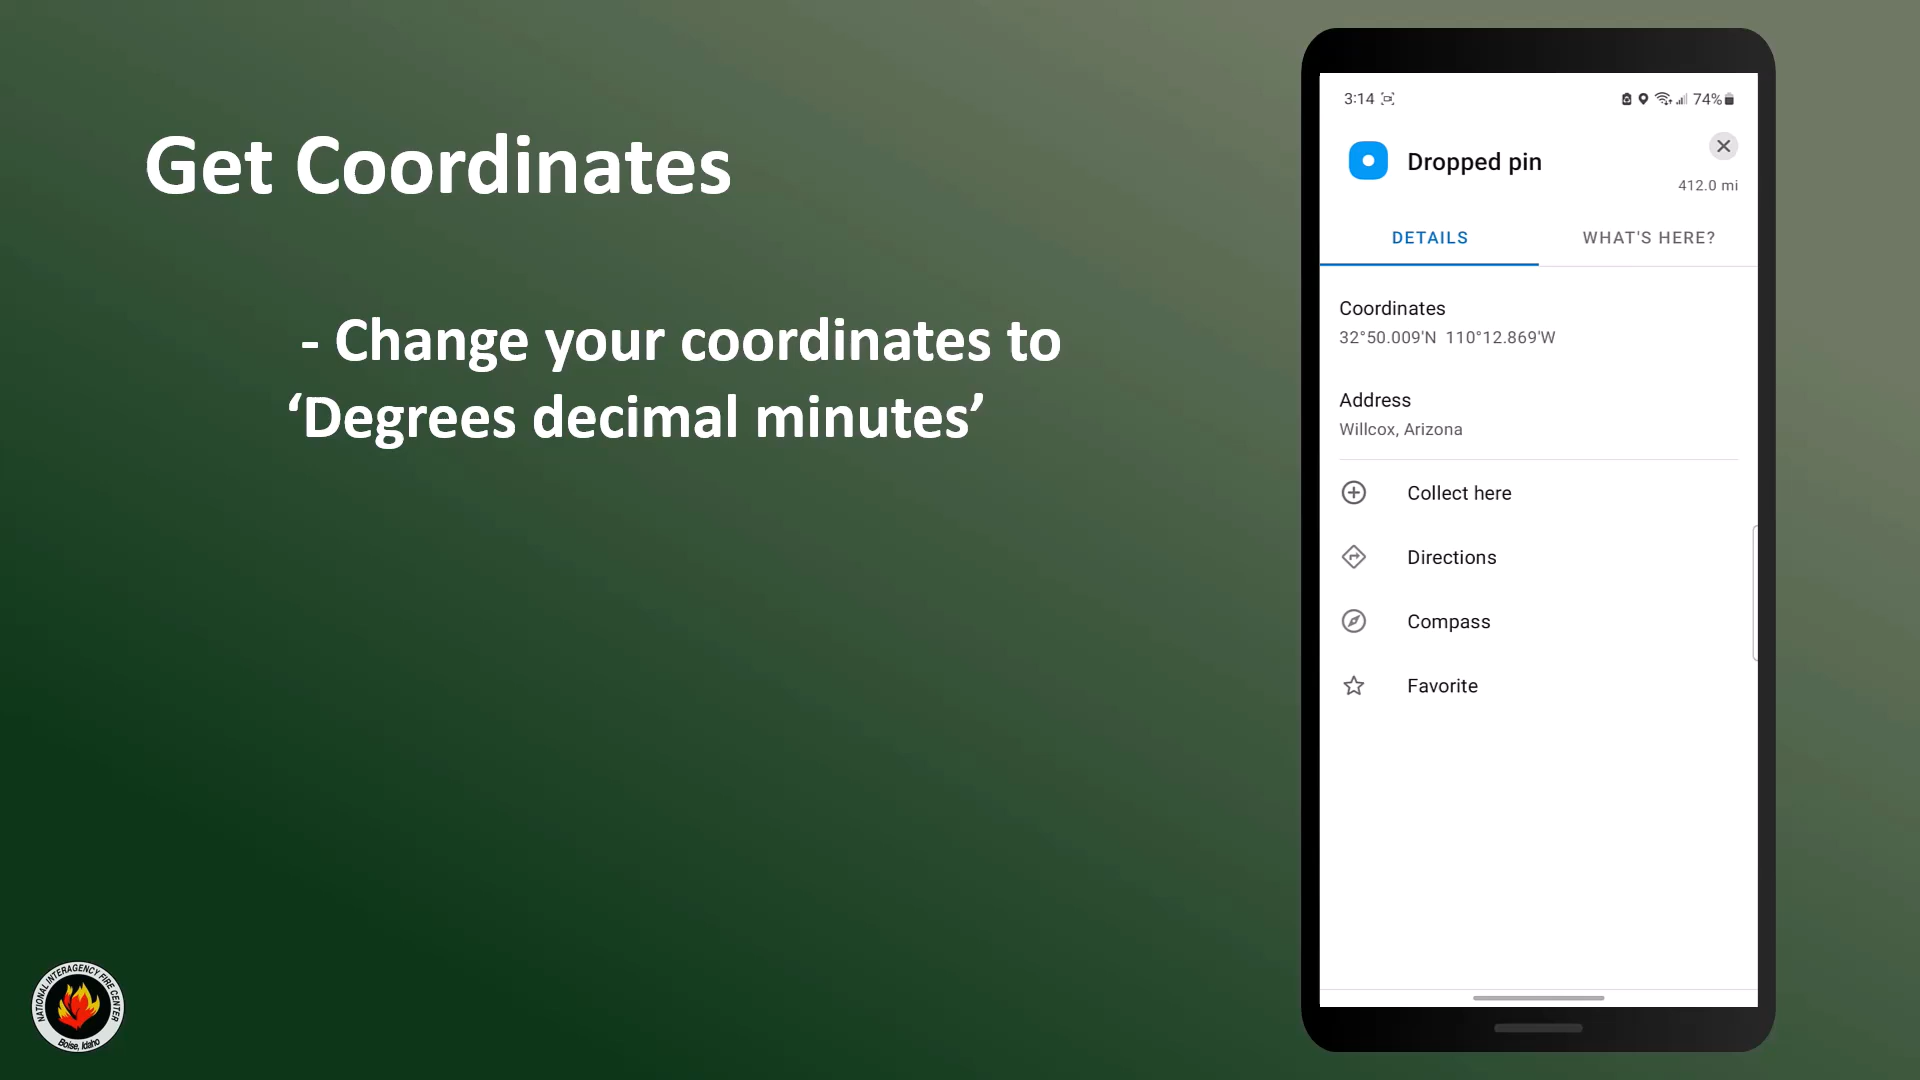 Get Coordinates
- Change your coordinates to
‘Degrees decimal minutes’
3:14
74%
Dropped pin
412.0 mi
DETAILS
WHAT'S HERE?
Coordinates
32°50.009'N 110°12.869'W
Address
Willcox, Arizona
Collect here
Directions
Compass
Favorite
NATIONAL INTERAGENCY FIRE CENTER
Boise, Idaho